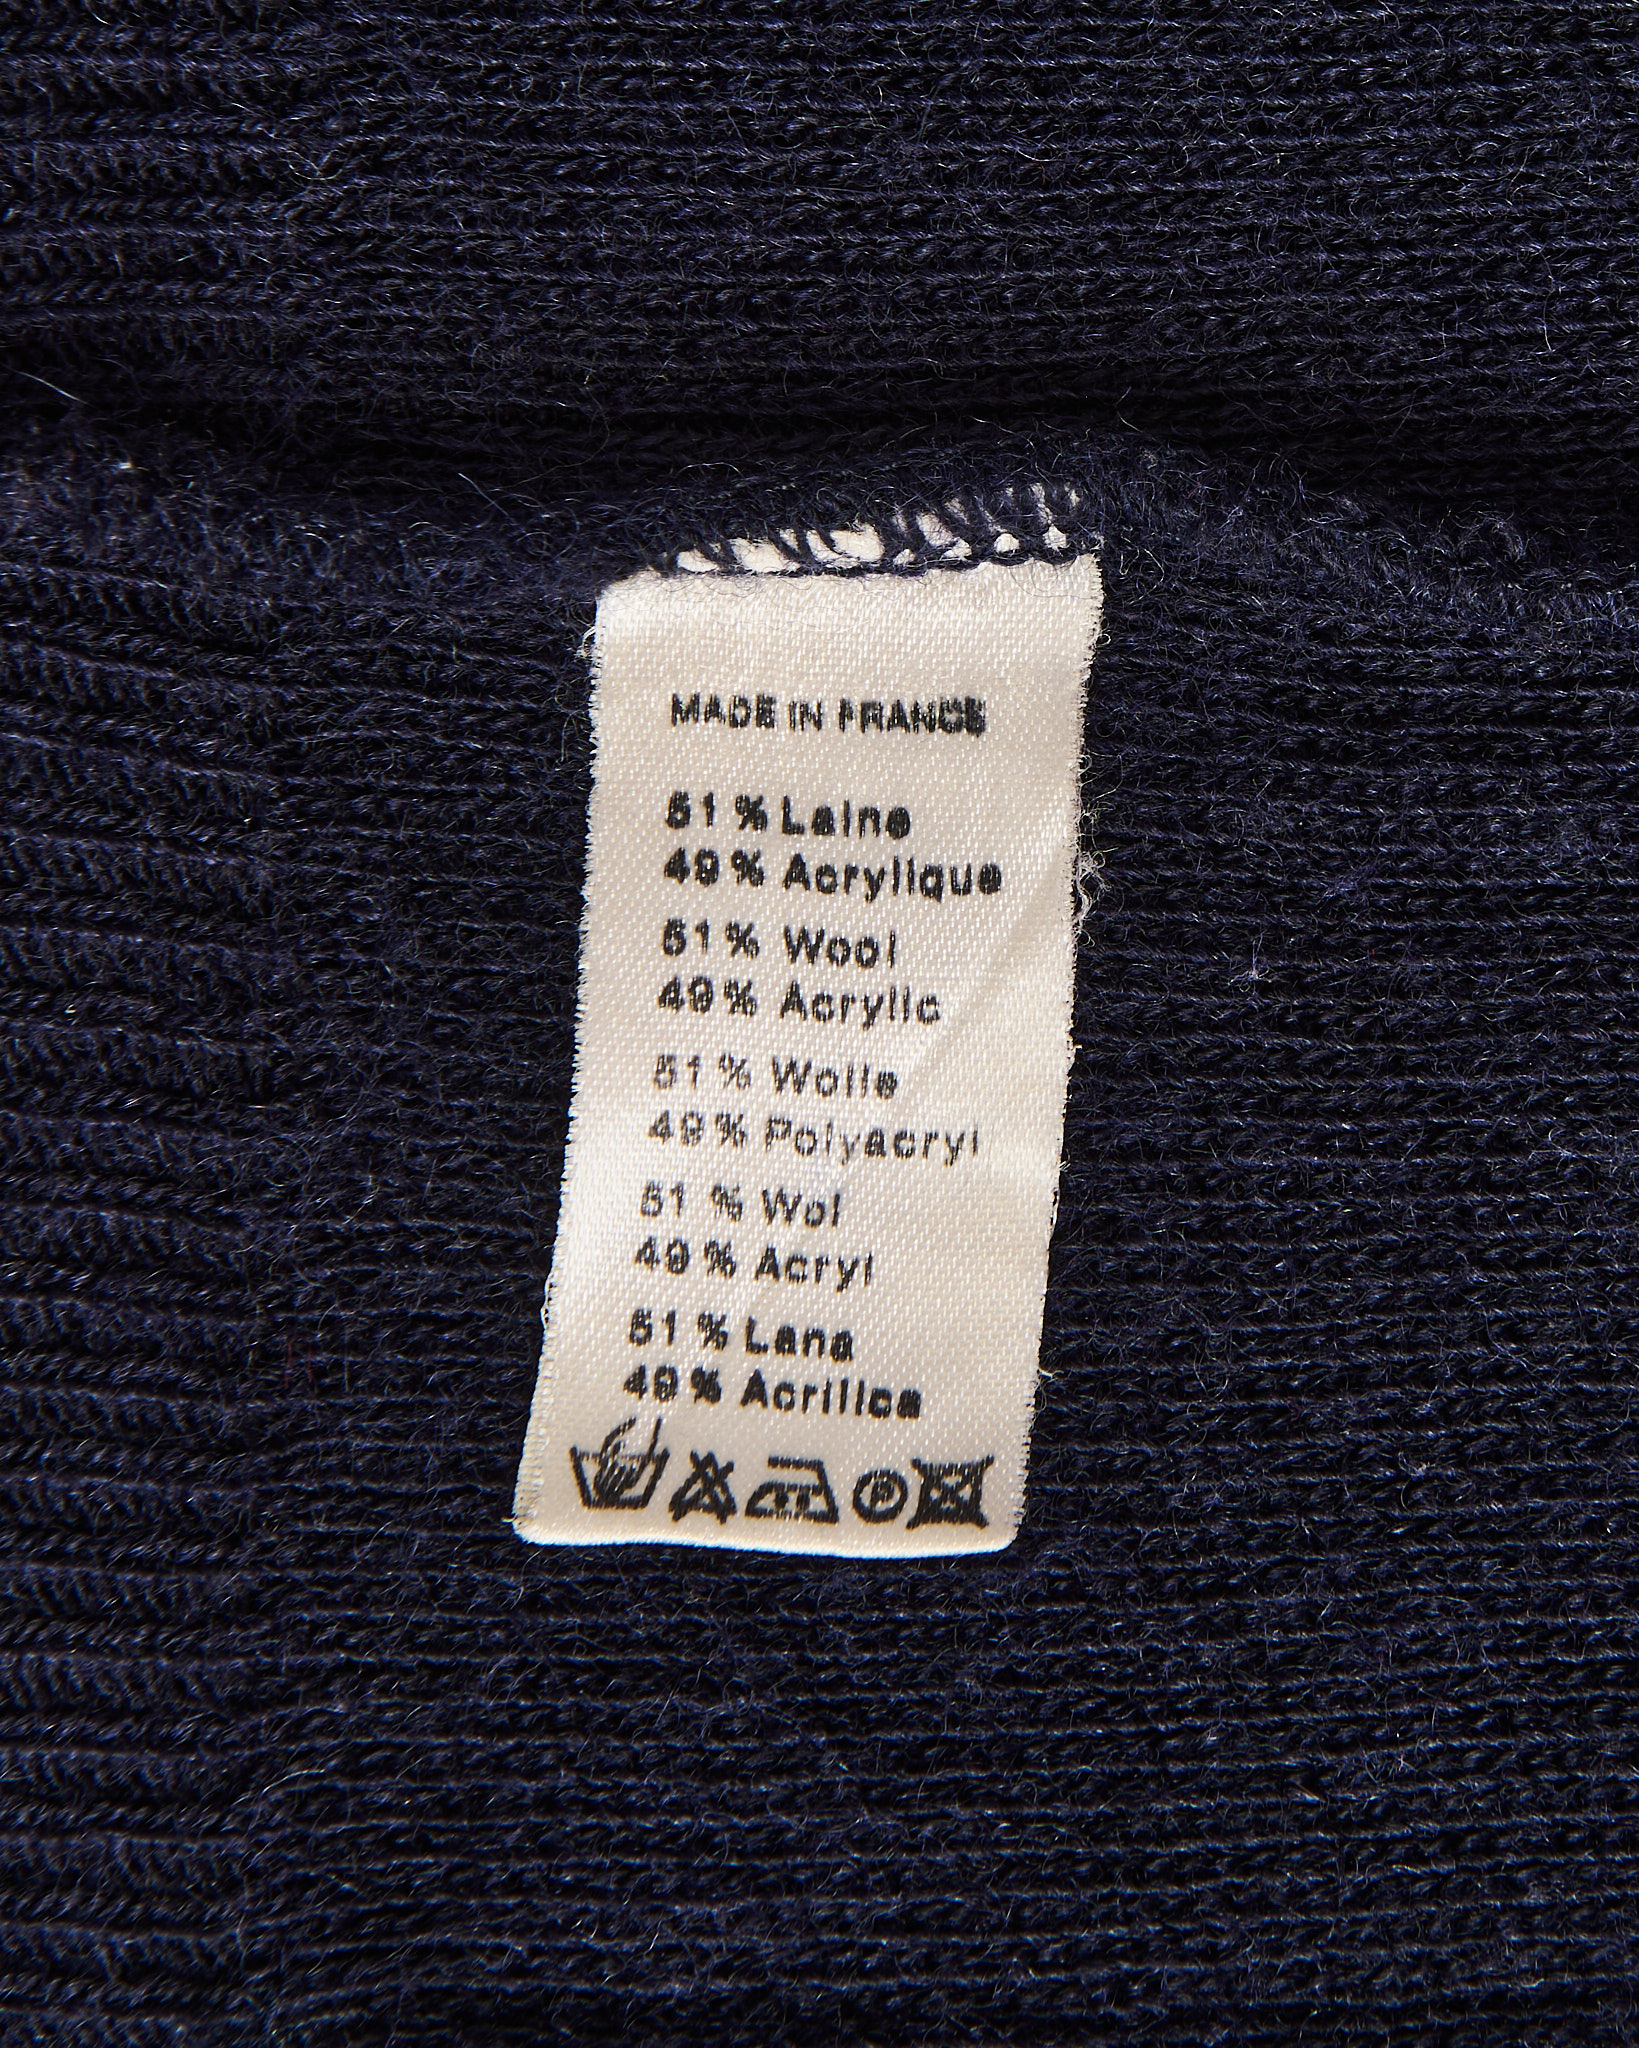 MADE IN FRANCE
51% Laine
49% Acrylique
51% Wool
49% Acrylic
51% Wolle
49% Polyacryl
51% Wol
49% Acryl
51% Lana
49% Acrilica
P